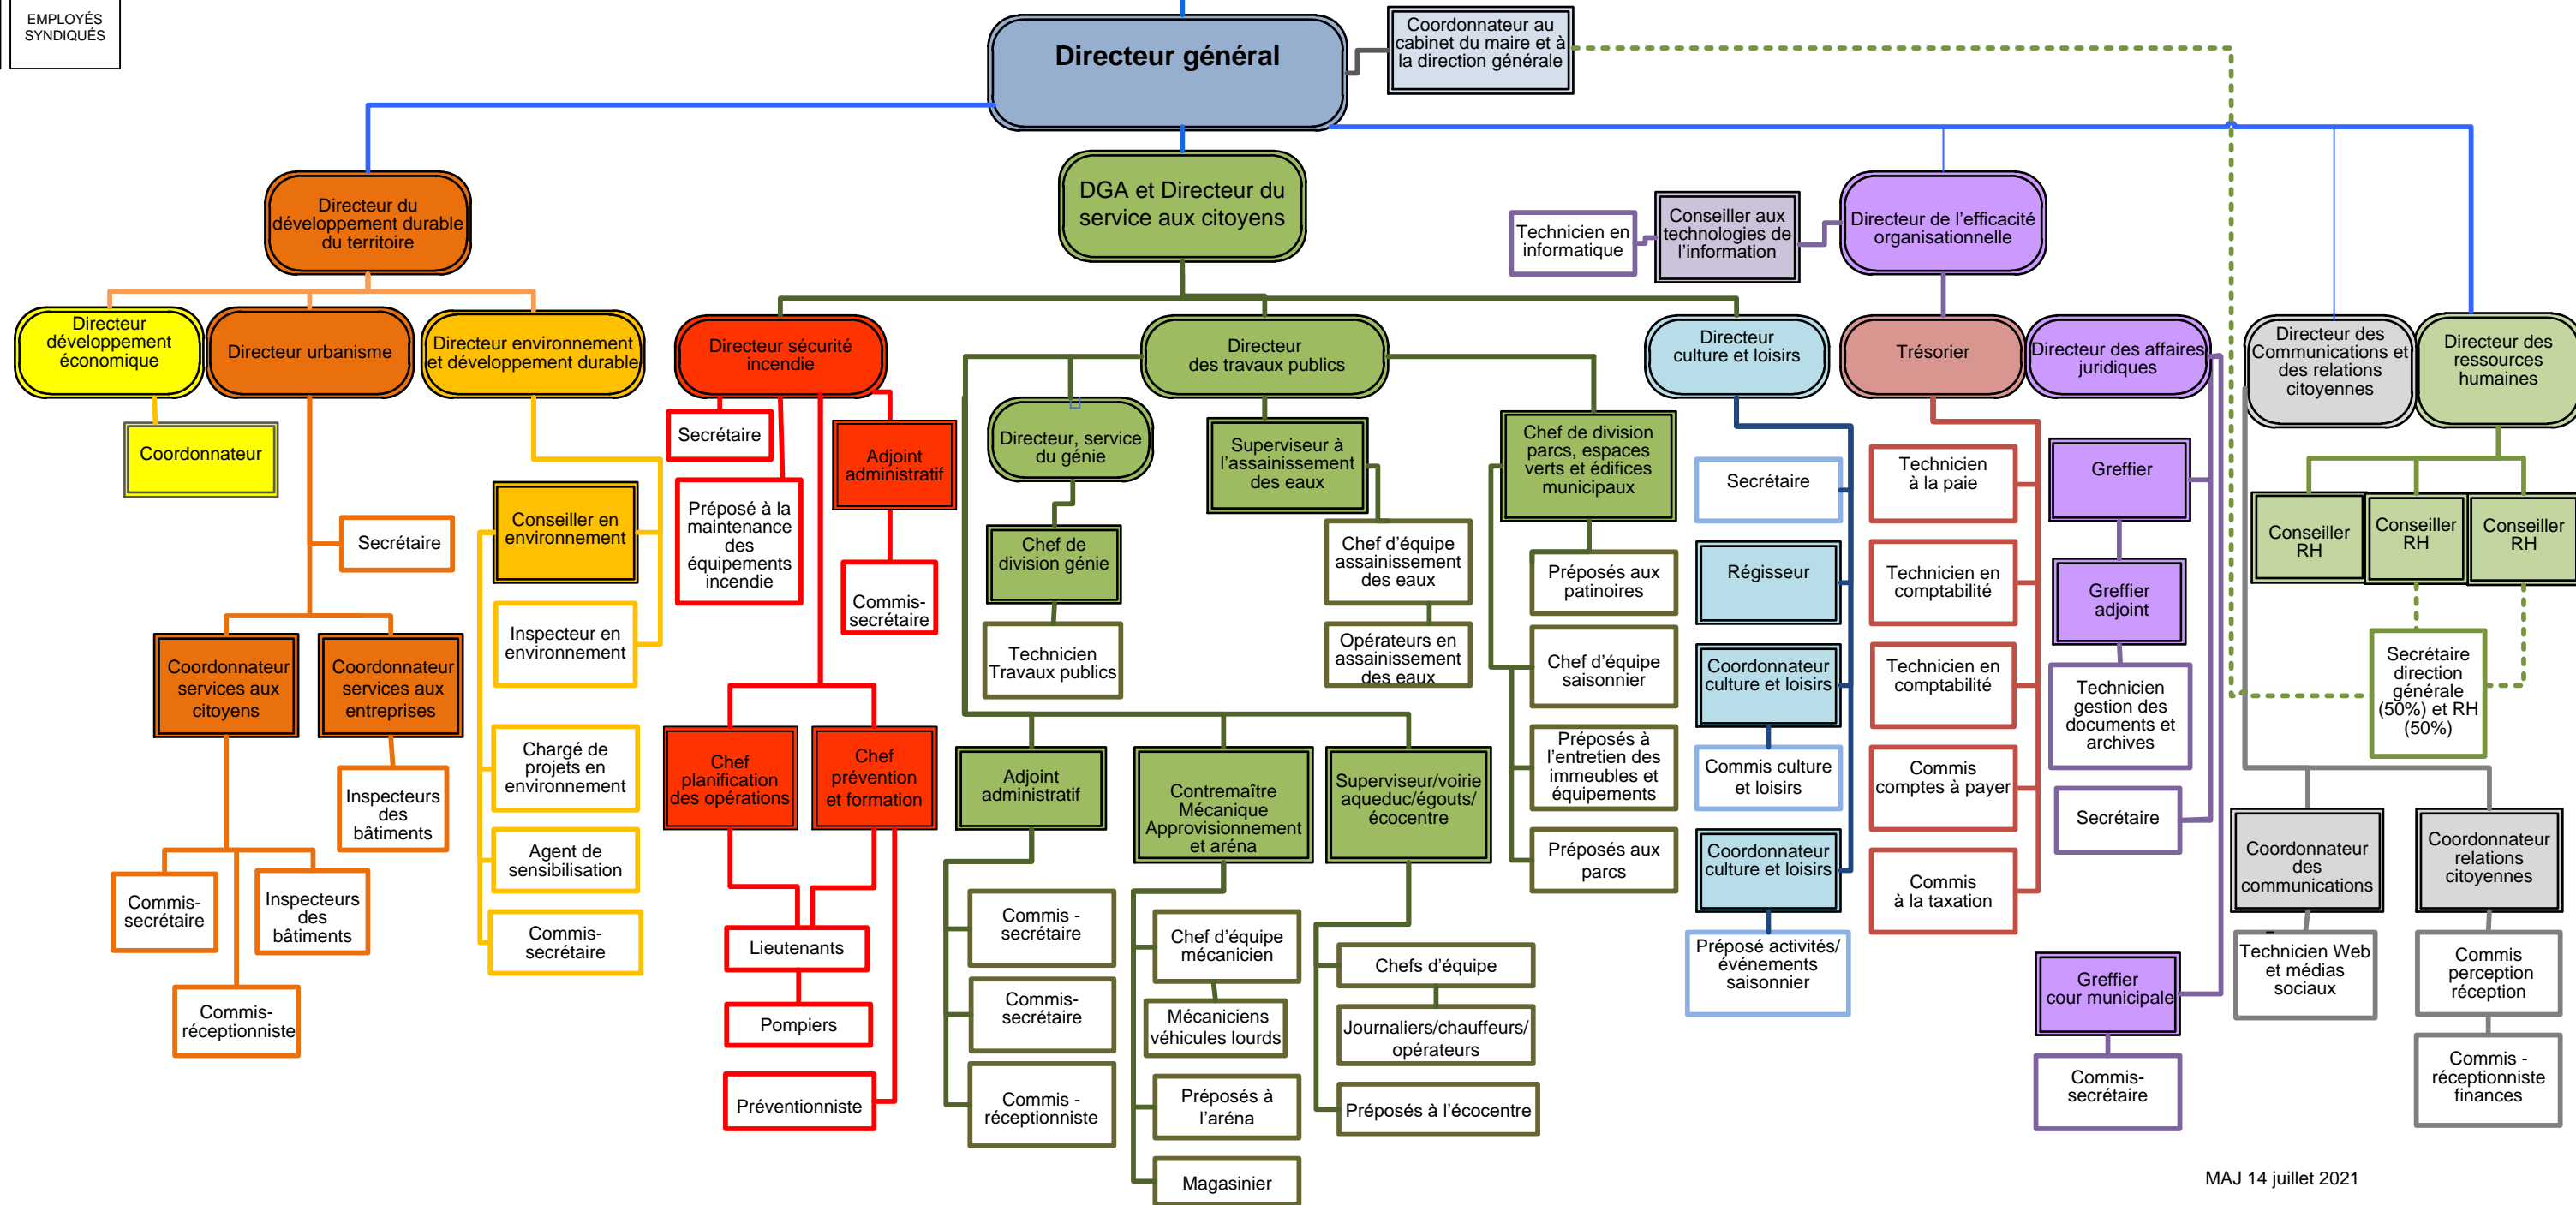 EMPLOYÉS
SYNDIQUÉS
Directeur général
Coordonnateur au
cabinet du maire et à
la direction générale
Directeur du
développement durable
du territoire
DGA et Directeur du
service aux citoyens
Technicien en
informatique
Conseiller aux
technologies de
l’information
Directeur de l’efficacité
organisationnelle
Directeur
développement
économique
Directeur urbanisme
Directeur environnement
et développement durable
Directeur sécurité
incendie
Directeur
des travaux publics
Directeur
culture et loisirs
Trésorier
Directeur des affaires
juridiques
Directeur des
Communications et
des relations
citoyennes
Directeur des
ressources
humaines
Coordonnateur
Secrétaire
Coordonnateur
services aux
citoyens
Coordonnateur
services aux
entreprises
Inspecteurs
des
bâtiments
Commis-
secrétaire
Inspecteurs
des
bâtiments
Commis-
réceptionniste
Conseiller en
environnement
Inspecteur en
environnement
Chargé de
projets en
environnement
Agent de
sensibilisation
Commis-
secrétaire
Secrétaire
Préposé à la
maintenance
des
équipements
incendie
Adjoint
administratif
Commis-
secrétaire
Chef
planification
des opérations
Chef
prévention
et formation
Lieutenants
Pompiers
Préventionniste
Directeur, service
du génie
Chef de
division génie
Technicien
Travaux publics
Superviseur à
l’assainissement
des eaux
Chef d’équipe
assainissement
des eaux
Opérateurs en
assainissement
des eaux
Chef de division
parcs, espaces
verts et édifices
municipaux
Préposés aux
patinoires
Chef d’équipe
saisonnier
Préposés à
l’entretien des
immeubles et
équipements
Préposés aux
parcs
Adjoint
administratif
Commis -
secrétaire
Commis-
secrétaire
Commis -
réceptionniste
Contremaître
Mécanique
Approvisionnement
et aréna
Chef d’équipe
mécanicien
Mécaniciens
véhicules lourds
Préposés à
l’aréna
Magasinier
Superviseur/voirie
aqueduc/égouts/
écocentre
Chefs d’équipe
Journaliers/chauffeurs/
opérateurs
Préposés à l’écocentre
Secrétaire
Régisseur
Coordonnateur
culture et loisirs
Commis culture
et loisirs
Coordonnateur
culture et loisirs
Préposé activités/
événements
saisonnier
Technicien
à la paie
Technicien en
comptabilité
Technicien en
comptabilité
Commis
comptes à payer
Commis
à la taxation
Greffier
Greffier
adjoint
Technicien
gestion des
documents et
archives
Secrétaire
Greffier
cour municipale
Commis-
secrétaire
Conseiller
RH
Conseiller
RH
Conseiller
RH
Secrétaire
direction
générale
(50%) et RH
(50%)
Coordonnateur
des
communications
Technicien Web
et médias
sociaux
Coordonnateur
relations
citoyennes
Commis
perception
réception
Commis -
réceptionniste
finances
MAJ 14 juillet 2021